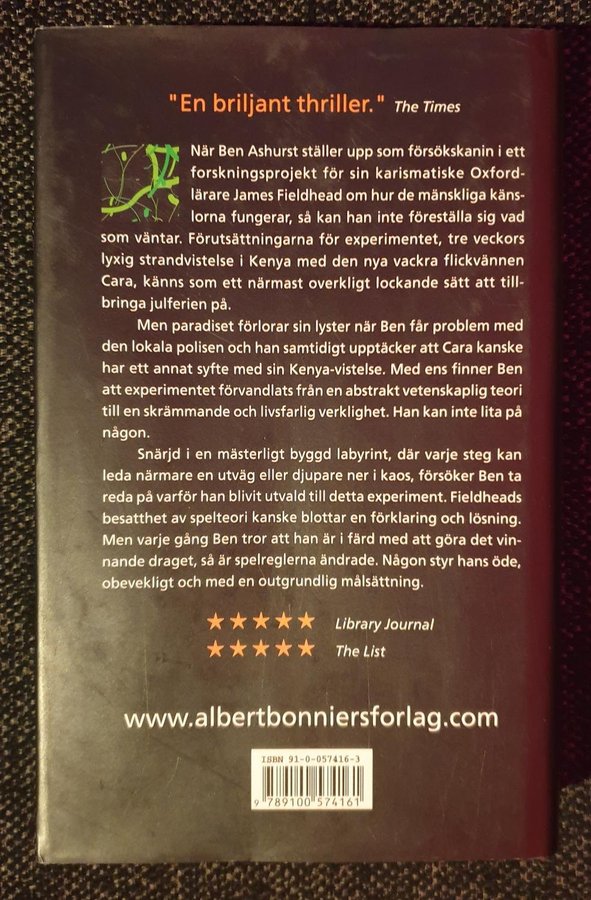 "En briljant thriller." The Times
När Ben Ashurst ställer upp som försökskanin i ett
forskningsprojekt för sin karismatiske Oxford-
lärare James Fieldhead om hur de mänskliga käns-
lorna fungerar, så kan han inte föreställa sig vad
som väntar. Förutsättningarna för experimentet, tre veckors
lyxig strandvistelse i Kenya med den nya vackra flickvännen
Cara, känns som ett närmast overkligt lockande sätt att till-
bringa julferien på.
Men paradiset förlorar sin lyster när Ben får problem med
den lokala polisen och han samtidigt upptäcker att Cara kanske
har ett annat syfte med sin Kenya-vistelse. Med ens finner Ben
att experimentet förvandlats från en abstrakt vetenskaplig teori
till en skrämmande och livsfarlig verklighet. Han kan inte lita på
någon.
Snärjd i en mästerligt byggd labyrint, där varje steg kan
leda närmare en utväg eller djupare ner i kaos, försöker Ben ta
reda på varför han blivit utvald till detta experiment. Fieldheads
besatthet av spelteori kanske blottar en förklaring och lösning.
Men varje gång Ben tror att han är i färd med att göra det vin-
nande draget, så är spelreglerna ändrade. Någon styr hans öde,
obevekligt och med en outgrundlig målsättning.
★★★★★ Library Journal
★★★★★ The List
www.albertbonniersforlag.com
ISBN 91-0-057416-3
9 789100 574161